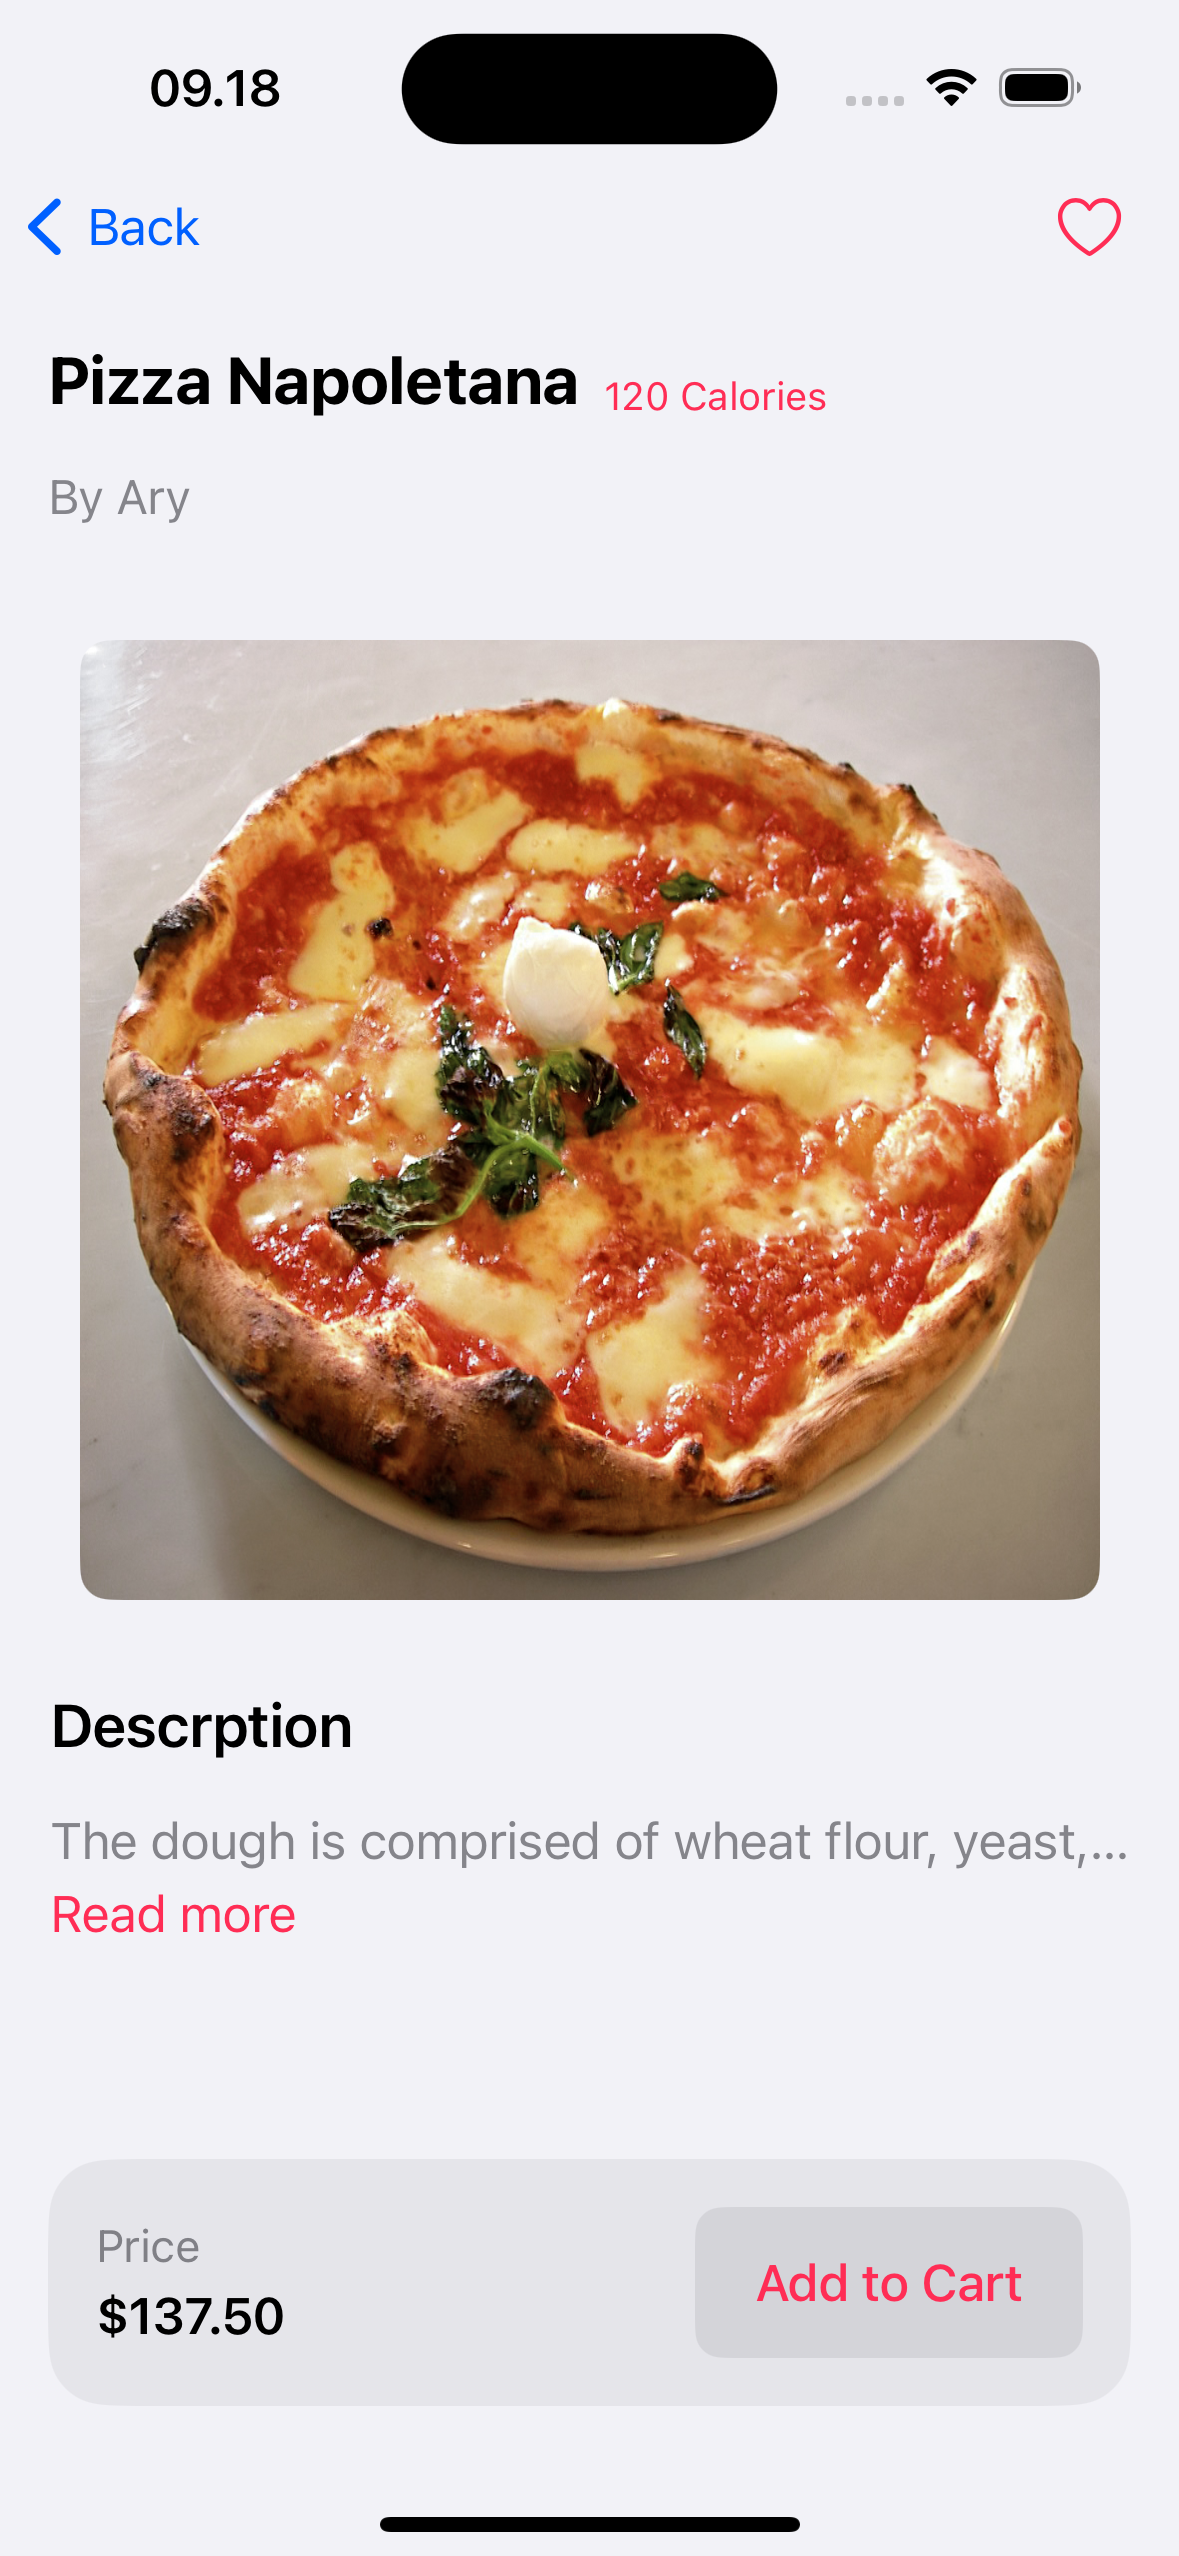 09.18
Back
Pizza Napoletana 120 Calories
By Ary
Descrption
The dough is comprised of wheat flour, yeast,...
Read more
Price
$137.50
Add to Cart